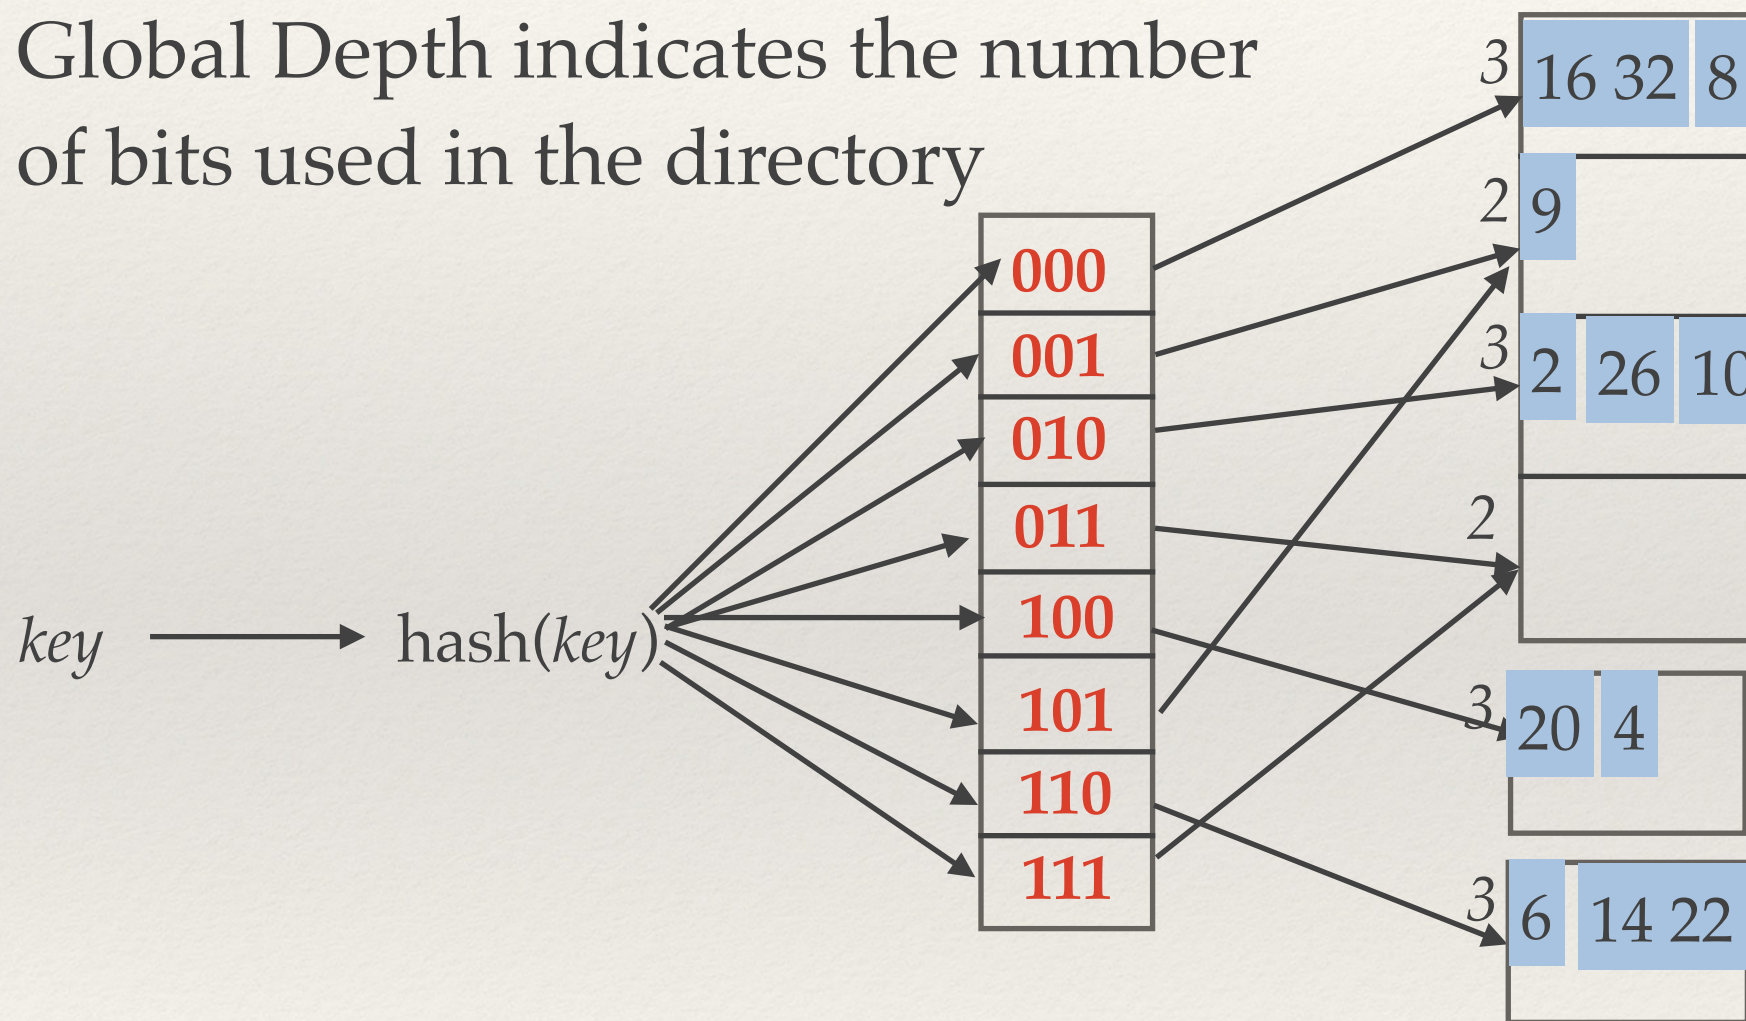 Global Depth indicates the number
of bits used in the directory
3
16 32 8
2
9
3
2 26 10
2
3
20 4
3
6 14 22
000
001
010
011
100
101
110
111
key
hash(key)